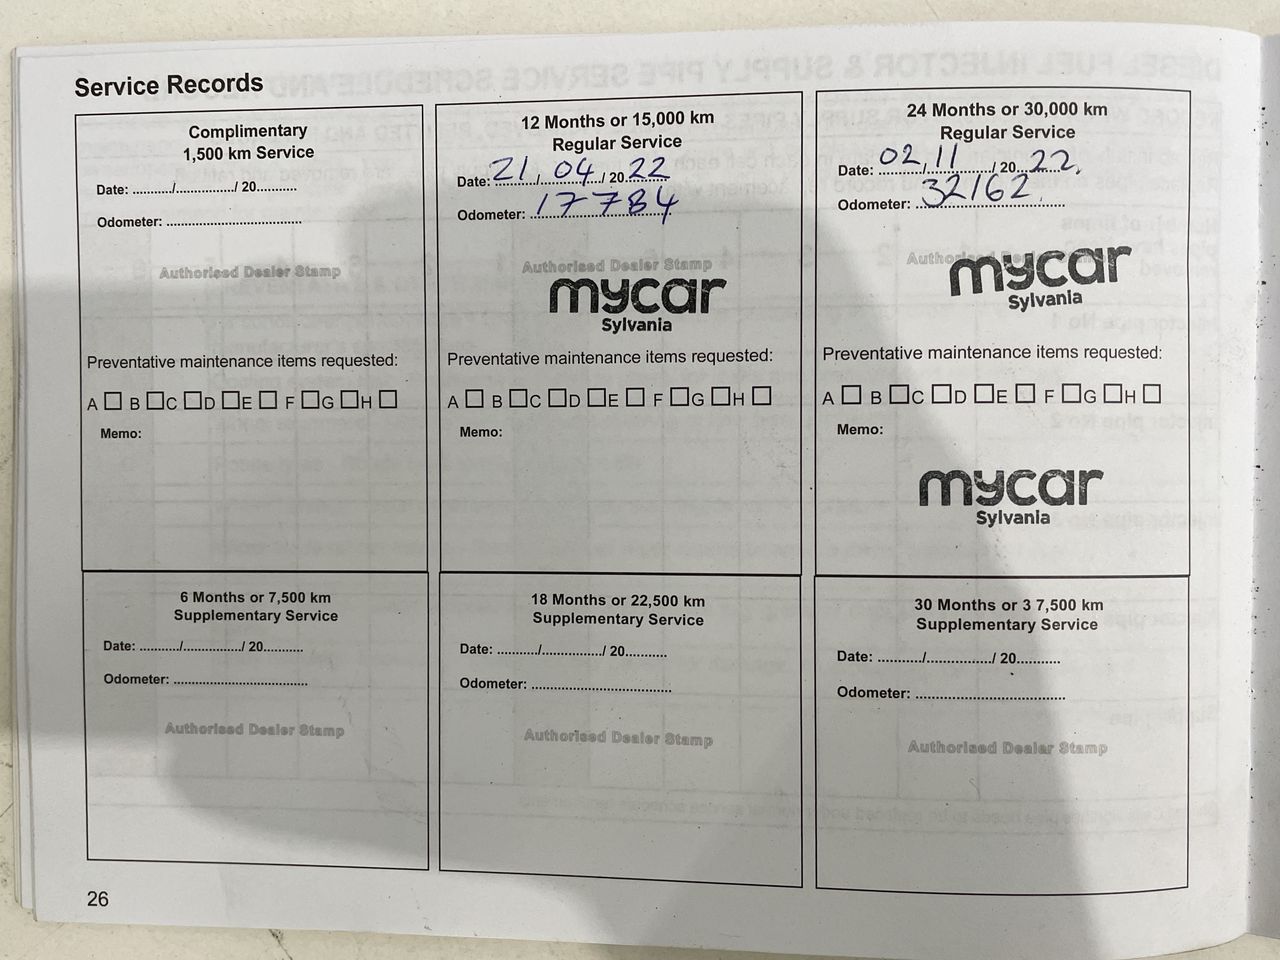 Service Records
Complimentary
1,500 km Service
Date: ........../................/ 20...........
Odometer: .....................................
Authorised Dealer Stamp
Preventative maintenance items requested:
A □ B □ C □ D □ E □ F □ G □ H □
Memo:
12 Months or 15,000 km
Regular Service
Date: 21 / 04 / 20 22
Odometer: 17784
Authorised Dealer Stamp
mycar
Sylvania
Preventative maintenance items requested:
A □ B □ C □ D □ E □ F □ G □ H □
Memo:
24 Months or 30,000 km
Regular Service
Date: 02 / 11 / 20 22
Odometer: 32162
Authorised Dealer Stamp
mycar
Sylvania
Preventative maintenance items requested:
A □ B □ C □ D □ E □ F □ G □ H □
Memo:
mycar
Sylvania
6 Months or 7,500 km
Supplementary Service
Date: ........../................/ 20..........
Odometer: ...................................
Authorised Dealer Stamp
18 Months or 22,500 km
Supplementary Service
Date: ........../................/ 20...........
Odometer: .....................................
Authorised Dealer Stamp
30 Months or 3 7,500 km
Supplementary Service
Date: ........../................/ 20...........
Odometer: .....................................
Authorised Dealer Stamp
26